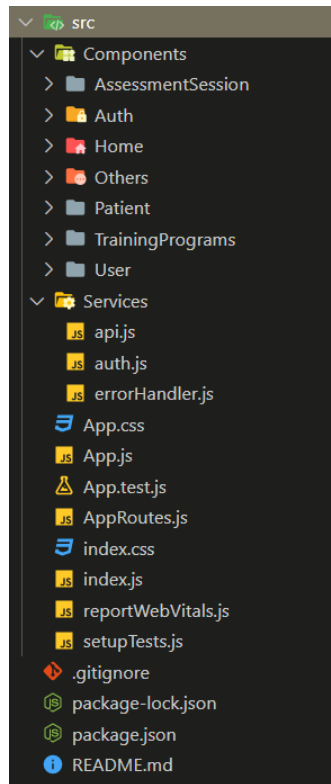 src
Components
AssessmentSession
Auth
Home
Others
Patient
TrainingPrograms
User
Services
JS api.js
JS auth.js
JS errorHandler.js
App.css
JS App.js
App.test.js
JS AppRoutes.js
index.css
JS index.js
JS reportWebVitals.js
JS setupTests.js
.gitignore
JS package-lock.json
JS package.json
README.md